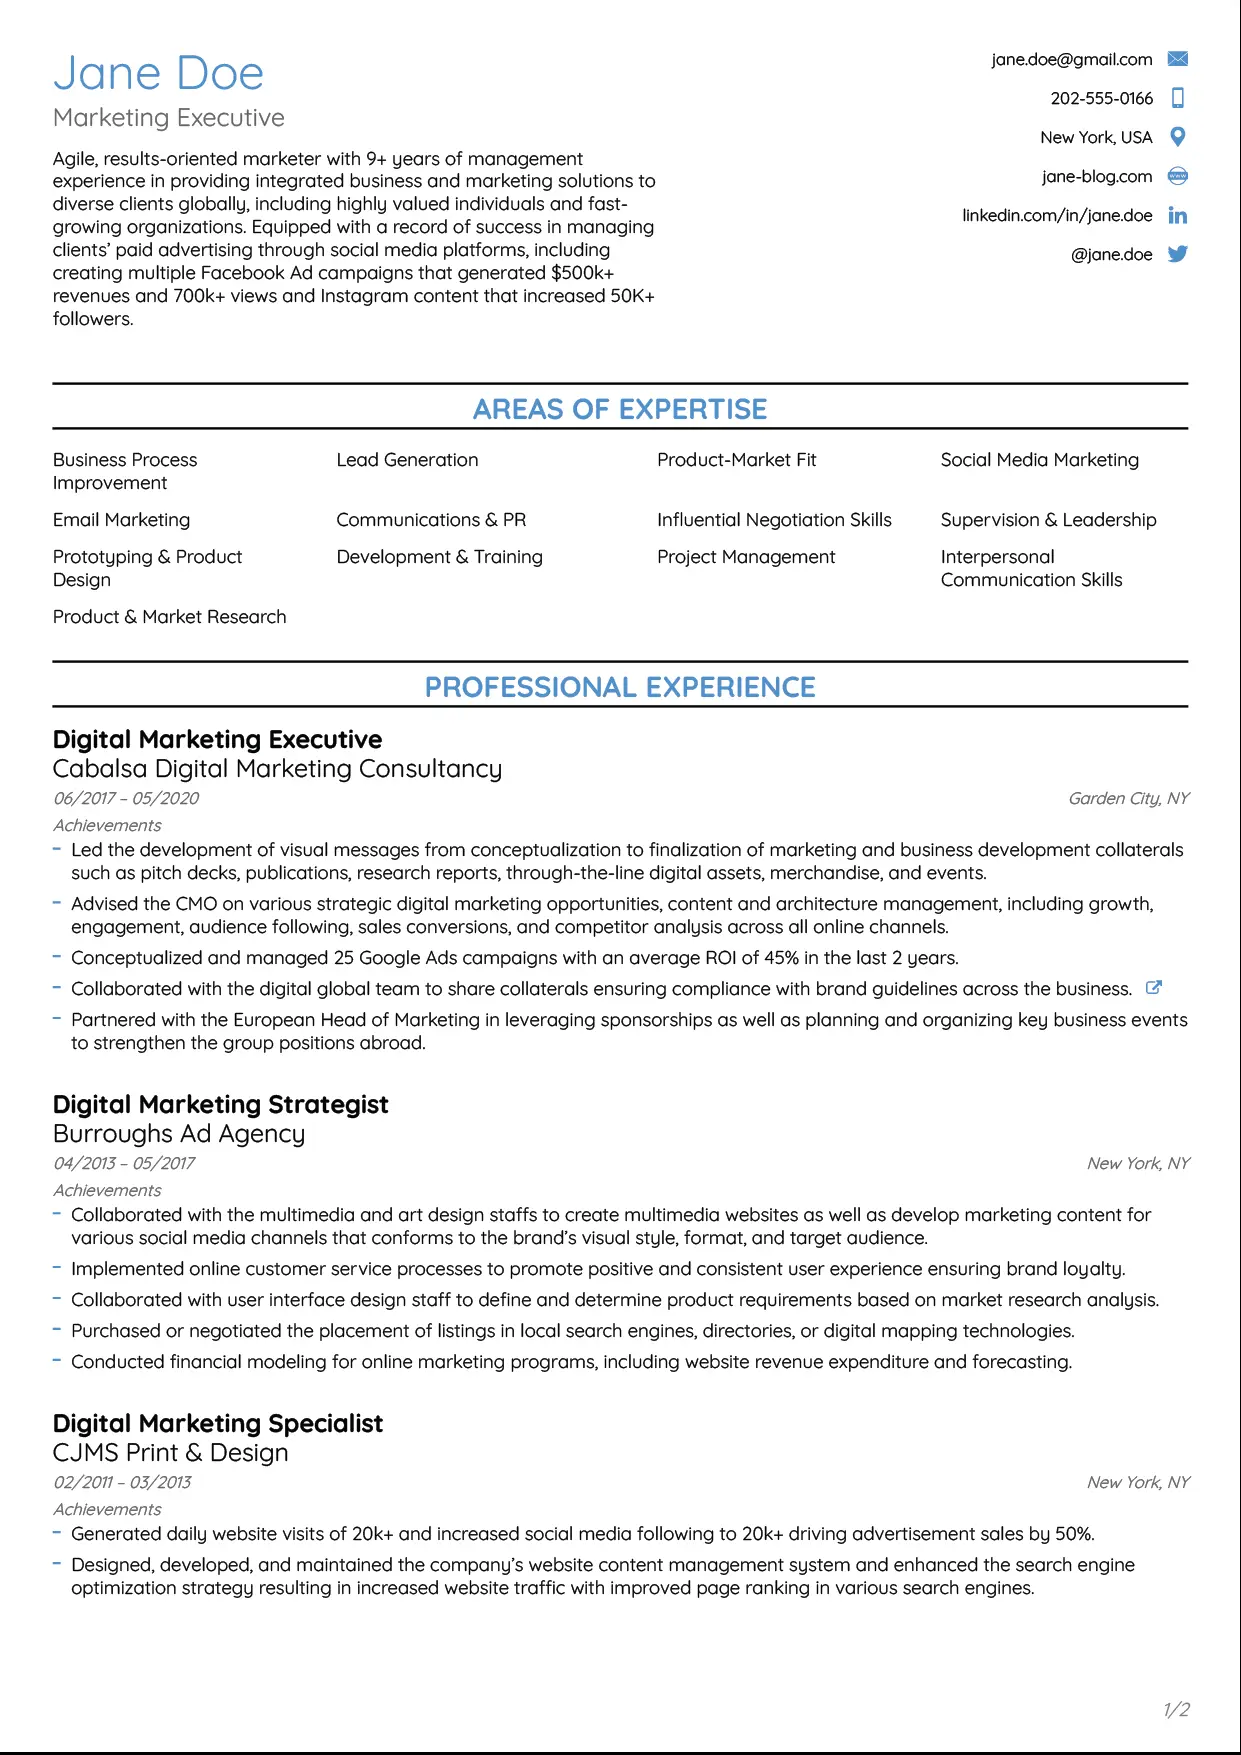 Jane Doe
Marketing Executive
Agile, results-oriented marketer with 9+ years of management
experience in providing integrated business and marketing solutions to
diverse clients globally, including highly valued individuals and fast-
growing organizations. Equipped with a record of success in managing
clients’ paid advertising through social media platforms, including
creating multiple Facebook Ad campaigns that generated $500k+
revenues and 700k+ views and Instagram content that increased 50K+
followers.
jane.doe@gmail.com
202-555-0166
New York, USA
jane-blog.com
www
linkedin.com/in/jane.doe
in
@jane.doe
AREAS OF EXPERTISE
Business Process
Improvement
Lead Generation
Product-Market Fit
Social Media Marketing
Email Marketing
Communications & PR
Influential Negotiation Skills
Supervision & Leadership
Prototyping & Product
Design
Development & Training
Project Management
Interpersonal
Communication Skills
Product & Market Research
PROFESSIONAL EXPERIENCE
Digital Marketing Executive
Cabalsa Digital Marketing Consultancy
06/2017 – 05/2020 Garden City, NY
Achievements
– Led the development of visual messages from conceptualization to finalization of marketing and business development collaterals
such as pitch decks, publications, research reports, through-the-line digital assets, merchandise, and events.
– Advised the CMO on various strategic digital marketing opportunities, content and architecture management, including growth,
engagement, audience following, sales conversions, and competitor analysis across all online channels.
– Conceptualized and managed 25 Google Ads campaigns with an average ROI of 45% in the last 2 years.
– Collaborated with the digital global team to share collaterals ensuring compliance with brand guidelines across the business.
– Partnered with the European Head of Marketing in leveraging sponsorships as well as planning and organizing key business events
to strengthen the group positions abroad.
Digital Marketing Strategist
Burroughs Ad Agency
04/2013 – 05/2017 New York, NY
Achievements
– Collaborated with the multimedia and art design staffs to create multimedia websites as well as develop marketing content for
various social media channels that conforms to the brand’s visual style, format, and target audience.
– Implemented online customer service processes to promote positive and consistent user experience ensuring brand loyalty.
– Collaborated with user interface design staff to define and determine product requirements based on market research analysis.
– Purchased or negotiated the placement of listings in local search engines, directories, or digital mapping technologies.
– Conducted financial modeling for online marketing programs, including website revenue expenditure and forecasting.
Digital Marketing Specialist
CJMS Print & Design
02/2011 – 03/2013 New York, NY
Achievements
– Generated daily website visits of 20k+ and increased social media following to 20k+ driving advertisement sales by 50%.
– Designed, developed, and maintained the company’s website content management system and enhanced the search engine
optimization strategy resulting in increased website traffic with improved page ranking in various search engines.
1/2